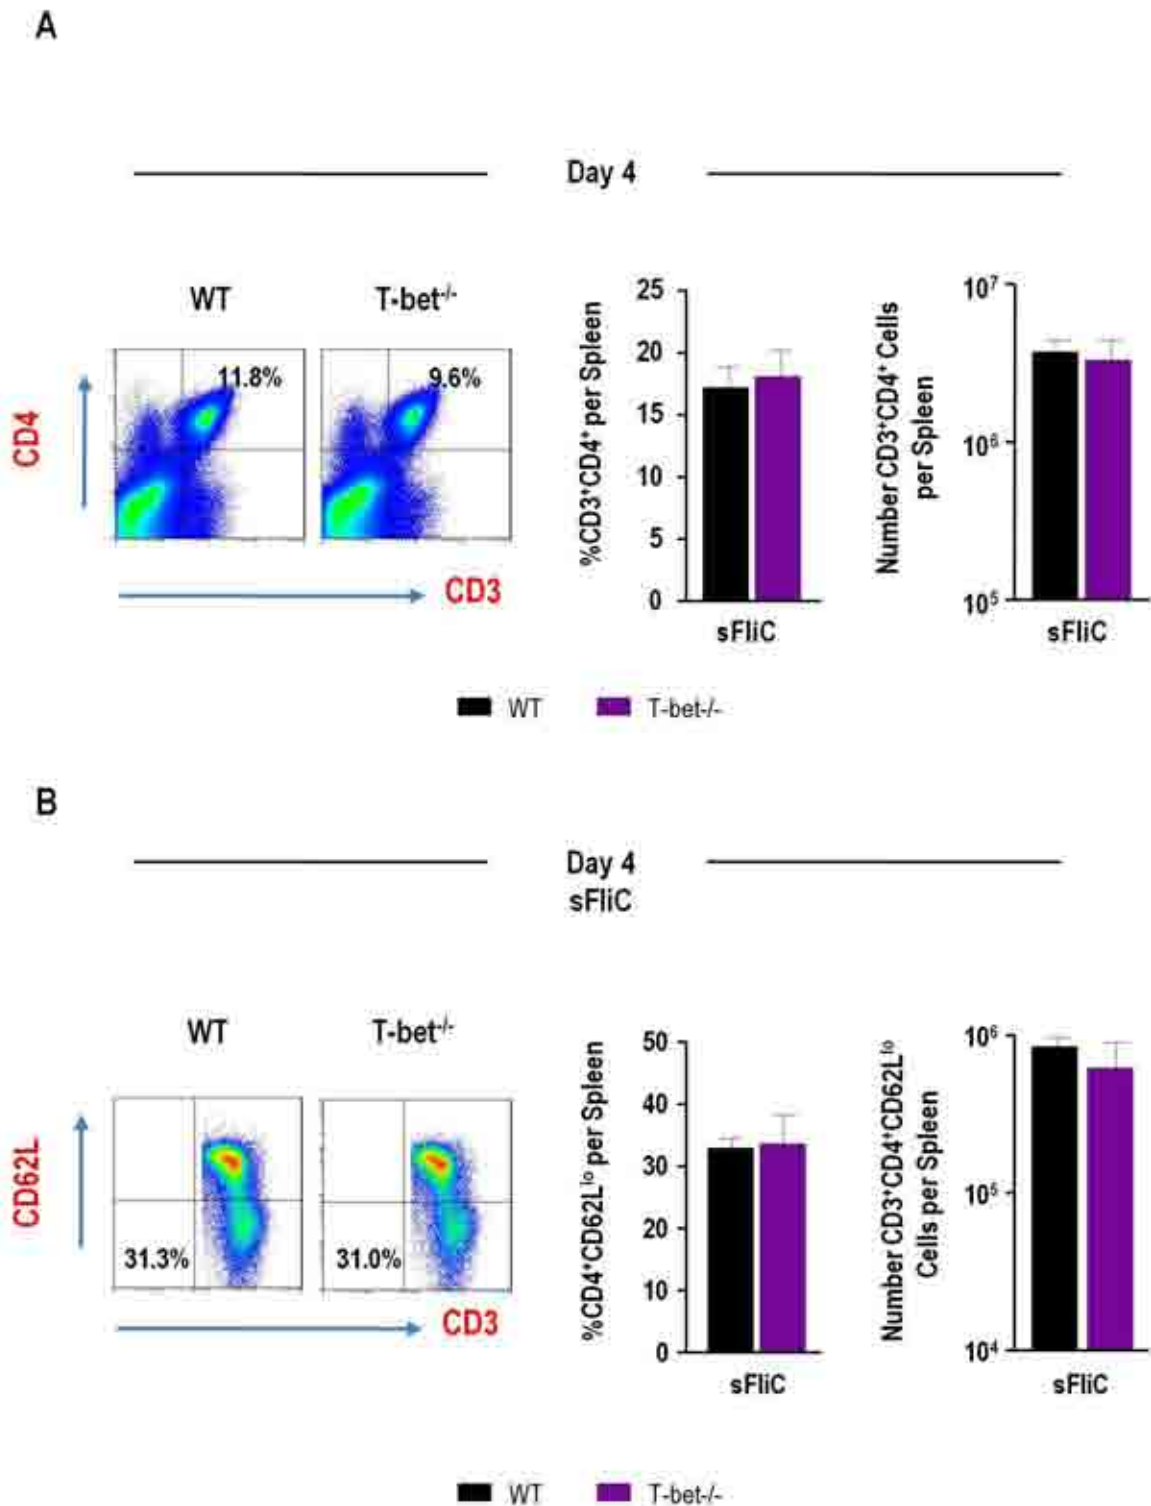 A
Day 4
WT
T-bet⁻/⁻
11.8%
9.6%
CD4
CD3
%CD3⁺CD4⁺ per Spleen
25
20
15
10
5
0
sFliC
Number CD3⁺CD4⁺ Cells
per Spleen
10⁷
10⁶
10⁵
sFliC
WT
T-bet-/-
B
Day 4
sFliC
WT
T-bet⁻/⁻
31.3%
31.0%
CD62L
CD3
%CD4⁺CD62Lˡᵒ per Spleen
50
40
30
20
10
0
sFliC
Number CD3⁺CD4⁺CD62Lˡᵒ
Cells per Spleen
10⁶
10⁵
10⁴
sFliC
WT
T-bet-/-